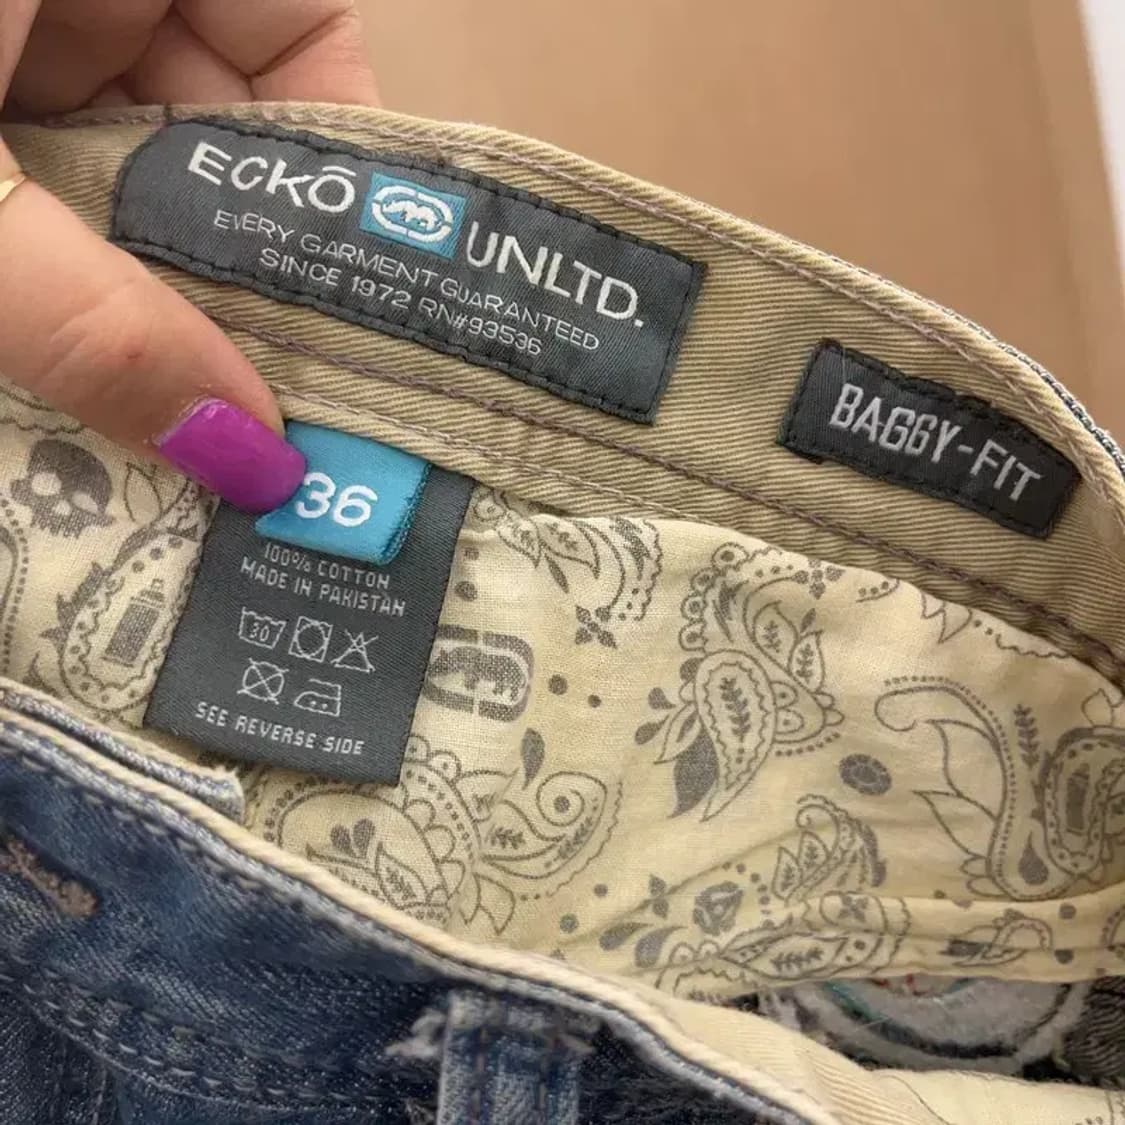 ECKŌ UNLTD.
EVERY GARMENT GUARANTEED
SINCE 1972 RN#93536
BAGGY-FIT
36
100% COTTON
MADE IN PAKISTAN
30
SEE REVERSE SIDE